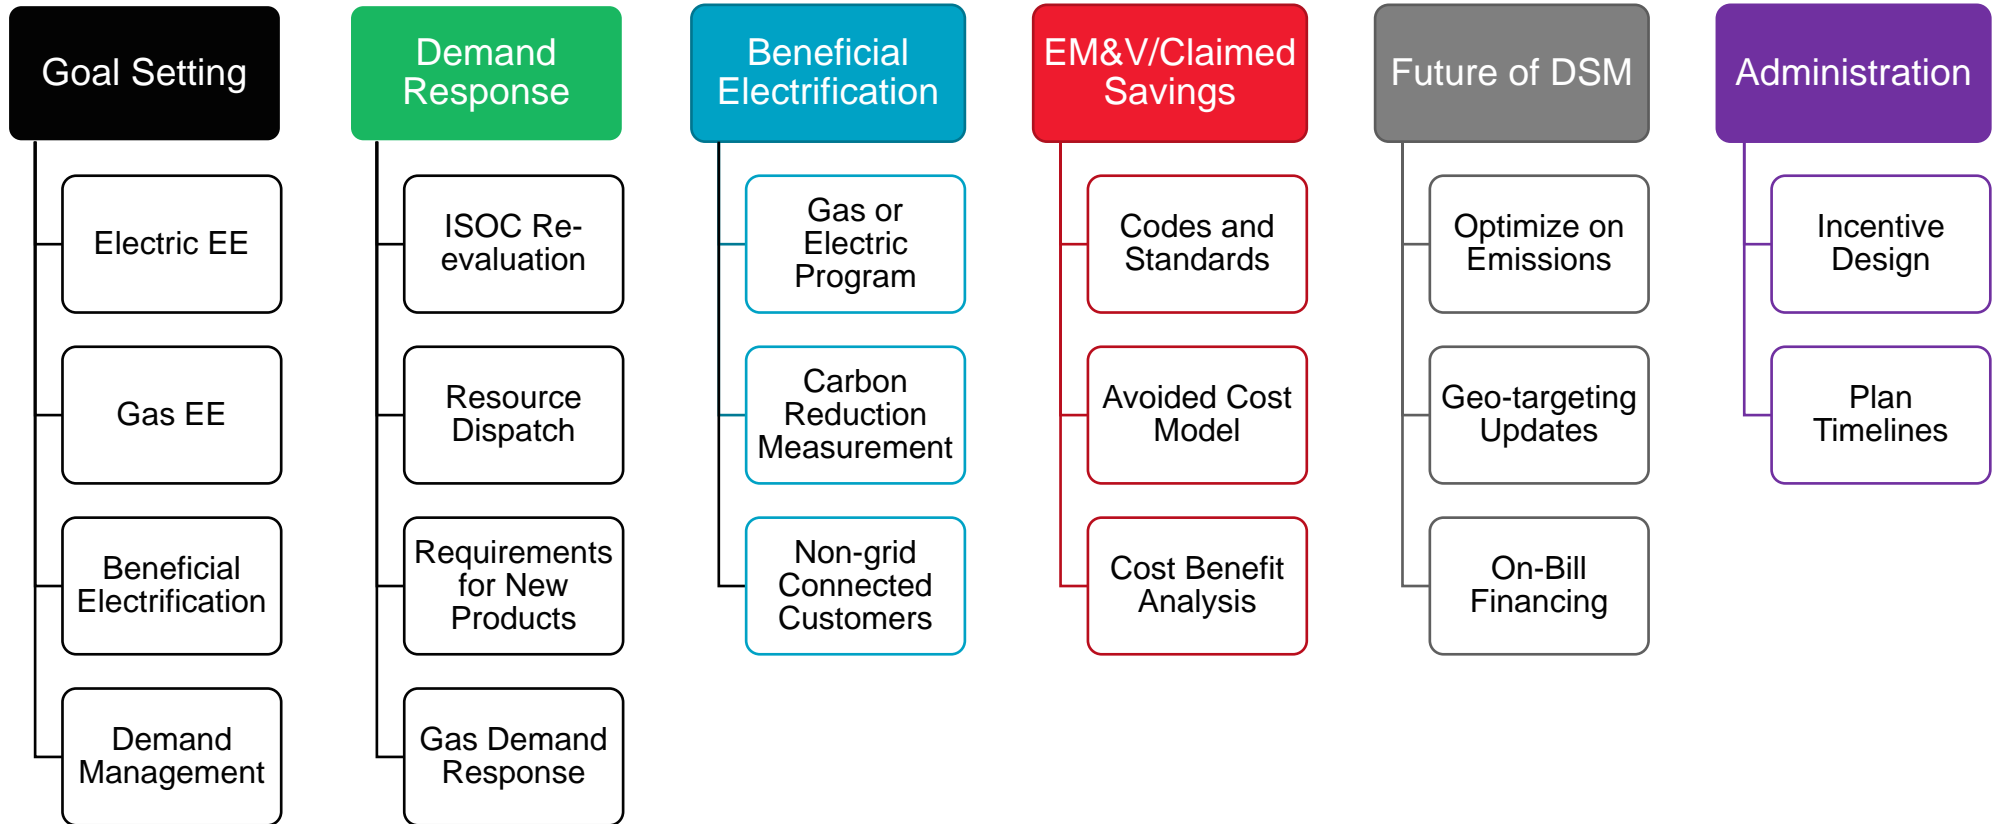 Goal Setting
Electric EE
Gas EE
Beneficial
Electrification
Demand
Management
Demand
Response
ISOC Re-
evaluation
Resource
Dispatch
Requirements
for New
Products
Gas Demand
Response
Beneficial
Electrification
Gas or
Electric
Program
Carbon
Reduction
Measurement
Non-grid
Connected
Customers
EM&V/Claimed
Savings
Codes and
Standards
Avoided Cost
Model
Cost Benefit
Analysis
Future of DSM
Optimize on
Emissions
Geo-targeting
Updates
On-Bill
Financing
Administration
Incentive
Design
Plan
Timelines